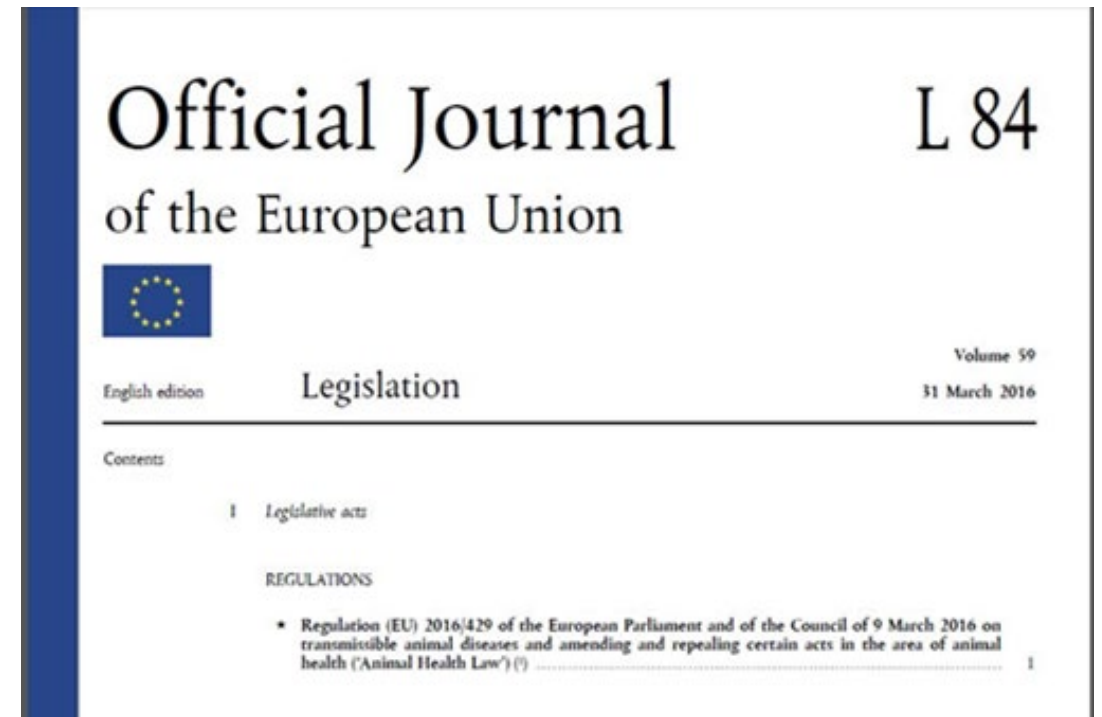 Official Journal L 84
of the European Union
Volume 59
English edition Legislation 31 March 2016
Contents
I Legislative acts
REGULATIONS
★ Regulation (EU) 2016/429 of the European Parliament and of the Council of 9 March 2016 on
transmissible animal diseases and amending and repealing certain acts in the area of animal
health (‘Animal Health Law’) (¹) ................................................................ 1